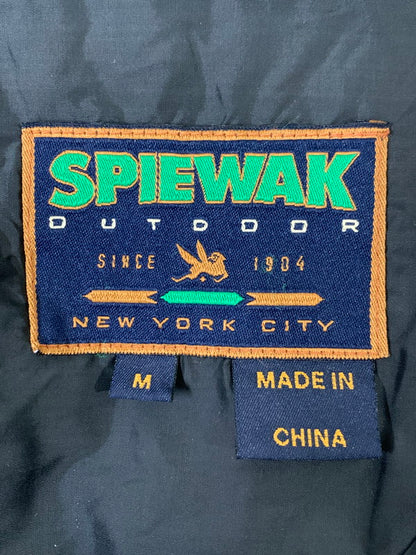 SPIEWAK
OUTDOOR
SINCE 1904
NEW YORK CITY
M
MADE IN
CHINA